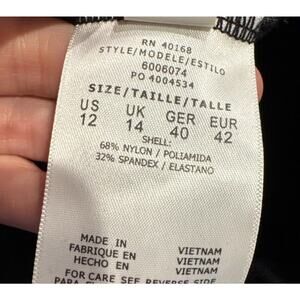 RN 40168
STYLE/MODELE/ESTILO
6006074
PO 4004534
SIZE/TAILLE/TALLE
US UK GER EUR
12 14 40 42
SHELL:
68% NYLON / POLIAMIDA
32% SPANDEX / ELASTANO
MADE IN VIETNAM
FABRIQUE EN VIETNAM
HECHO EN VIETNAM
FOR CARE SEE REVERSE SIDE
PARA